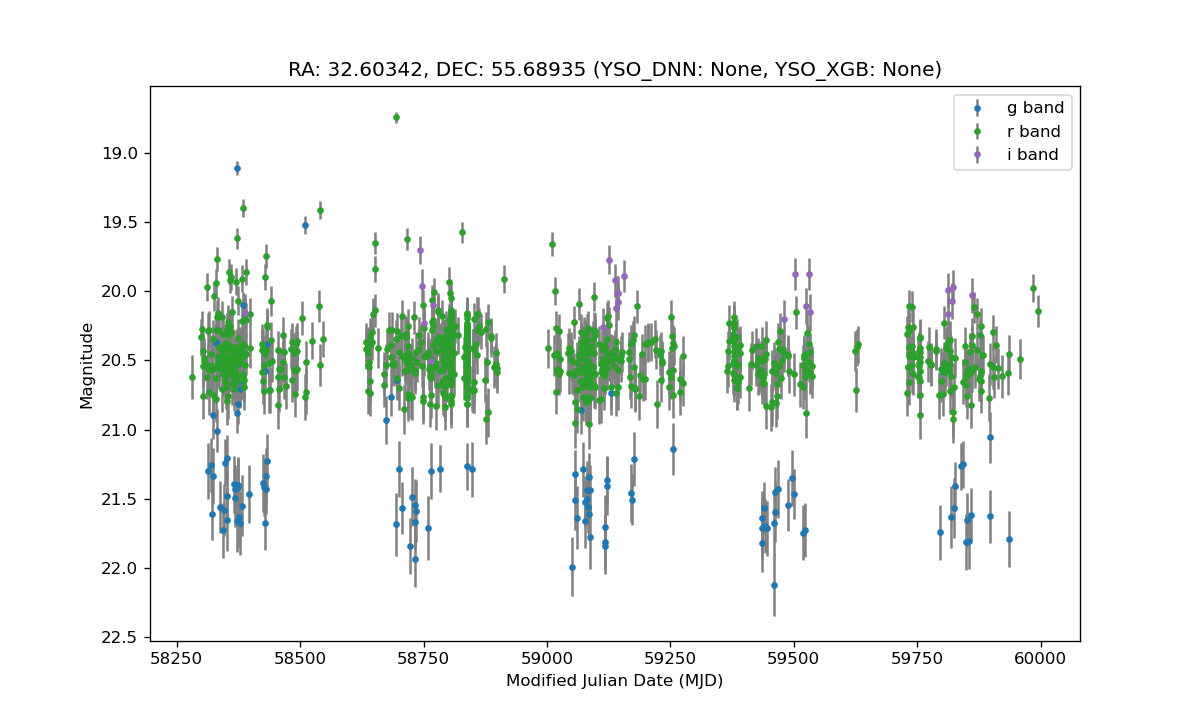 RA: 32.60342, DEC: 55.68935 (YSO_DNN: None, YSO_XGB: None)
g band
r band
i band
19.0
19.5
20.0
20.5
21.0
21.5
22.0
22.5
Magnitude
58250 58500 58750 59000 59250 59500 59750 60000
Modified Julian Date (MJD)